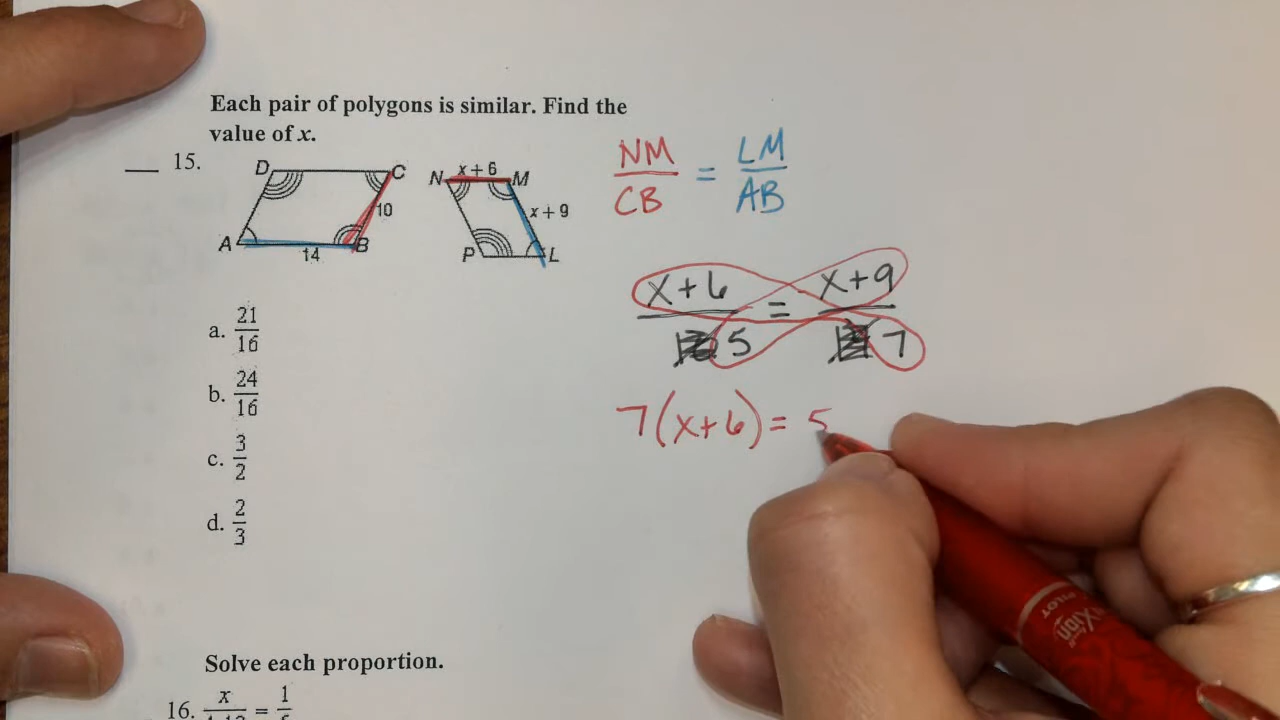 Each pair of polygons is similar. Find the
value of x.
15.
D C
10
A 14 B
N x+6 M
x+9
P L
NM/CB = LM/AB
x+6/5 = x+9/7
7(x+6) = 5
a. 21/16
b. 24/16
c. 3/2
d. 2/3
Solve each proportion.
16. x = 1
PILOT